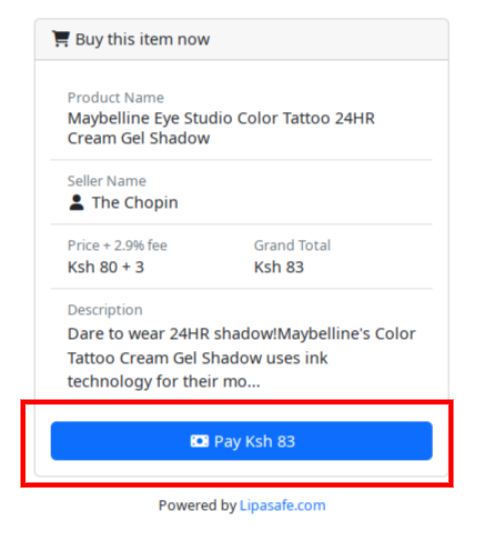 Buy this item now
Product Name
Maybelline Eye Studio Color Tattoo 24HR
Cream Gel Shadow
Seller Name
The Chopin
Price + 2.9% fee
Ksh 80 + 3
Grand Total
Ksh 83
Description
Dare to wear 24HR shadow!Maybelline's Color
Tattoo Cream Gel Shadow uses ink
technology for their mo...
Pay Ksh 83
Powered by Lipasafe.com